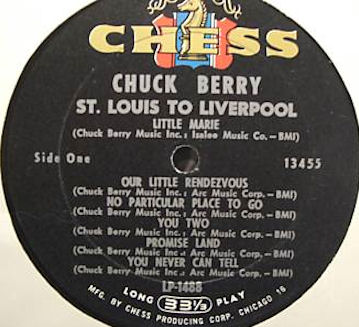 CHESS
CHUCK BERRY
ST. LOUIS TO LIVERPOOL
LITTLE MARIE
(Chuck Berry Music Inc.: Isalee Music Co. — BMI)
Side One 13455
OUR LITTLE RENDEZVOUS
(Chuck Berry Music Inc.: Arc Music Corp. — BMI)
NO PARTICULAR PLACE TO GO
(Chuck Berry Music Inc.: Arc Music Corp. — BMI)
YOU TWO
(Chuck Berry Music Inc.: Arc Music Corp. — BMI)
PROMISE LAND
(Chuck Berry Music Inc.: Arc Music Corp. — BMI)
YOU NEVER CAN TELL
(Chuck Berry Music Inc.: Arc Music Corp. — BMI)
LP-1488
LONG 33⅓ PLAY
MFG. BY CHESS PRODUCING CORP. CHICAGO 16